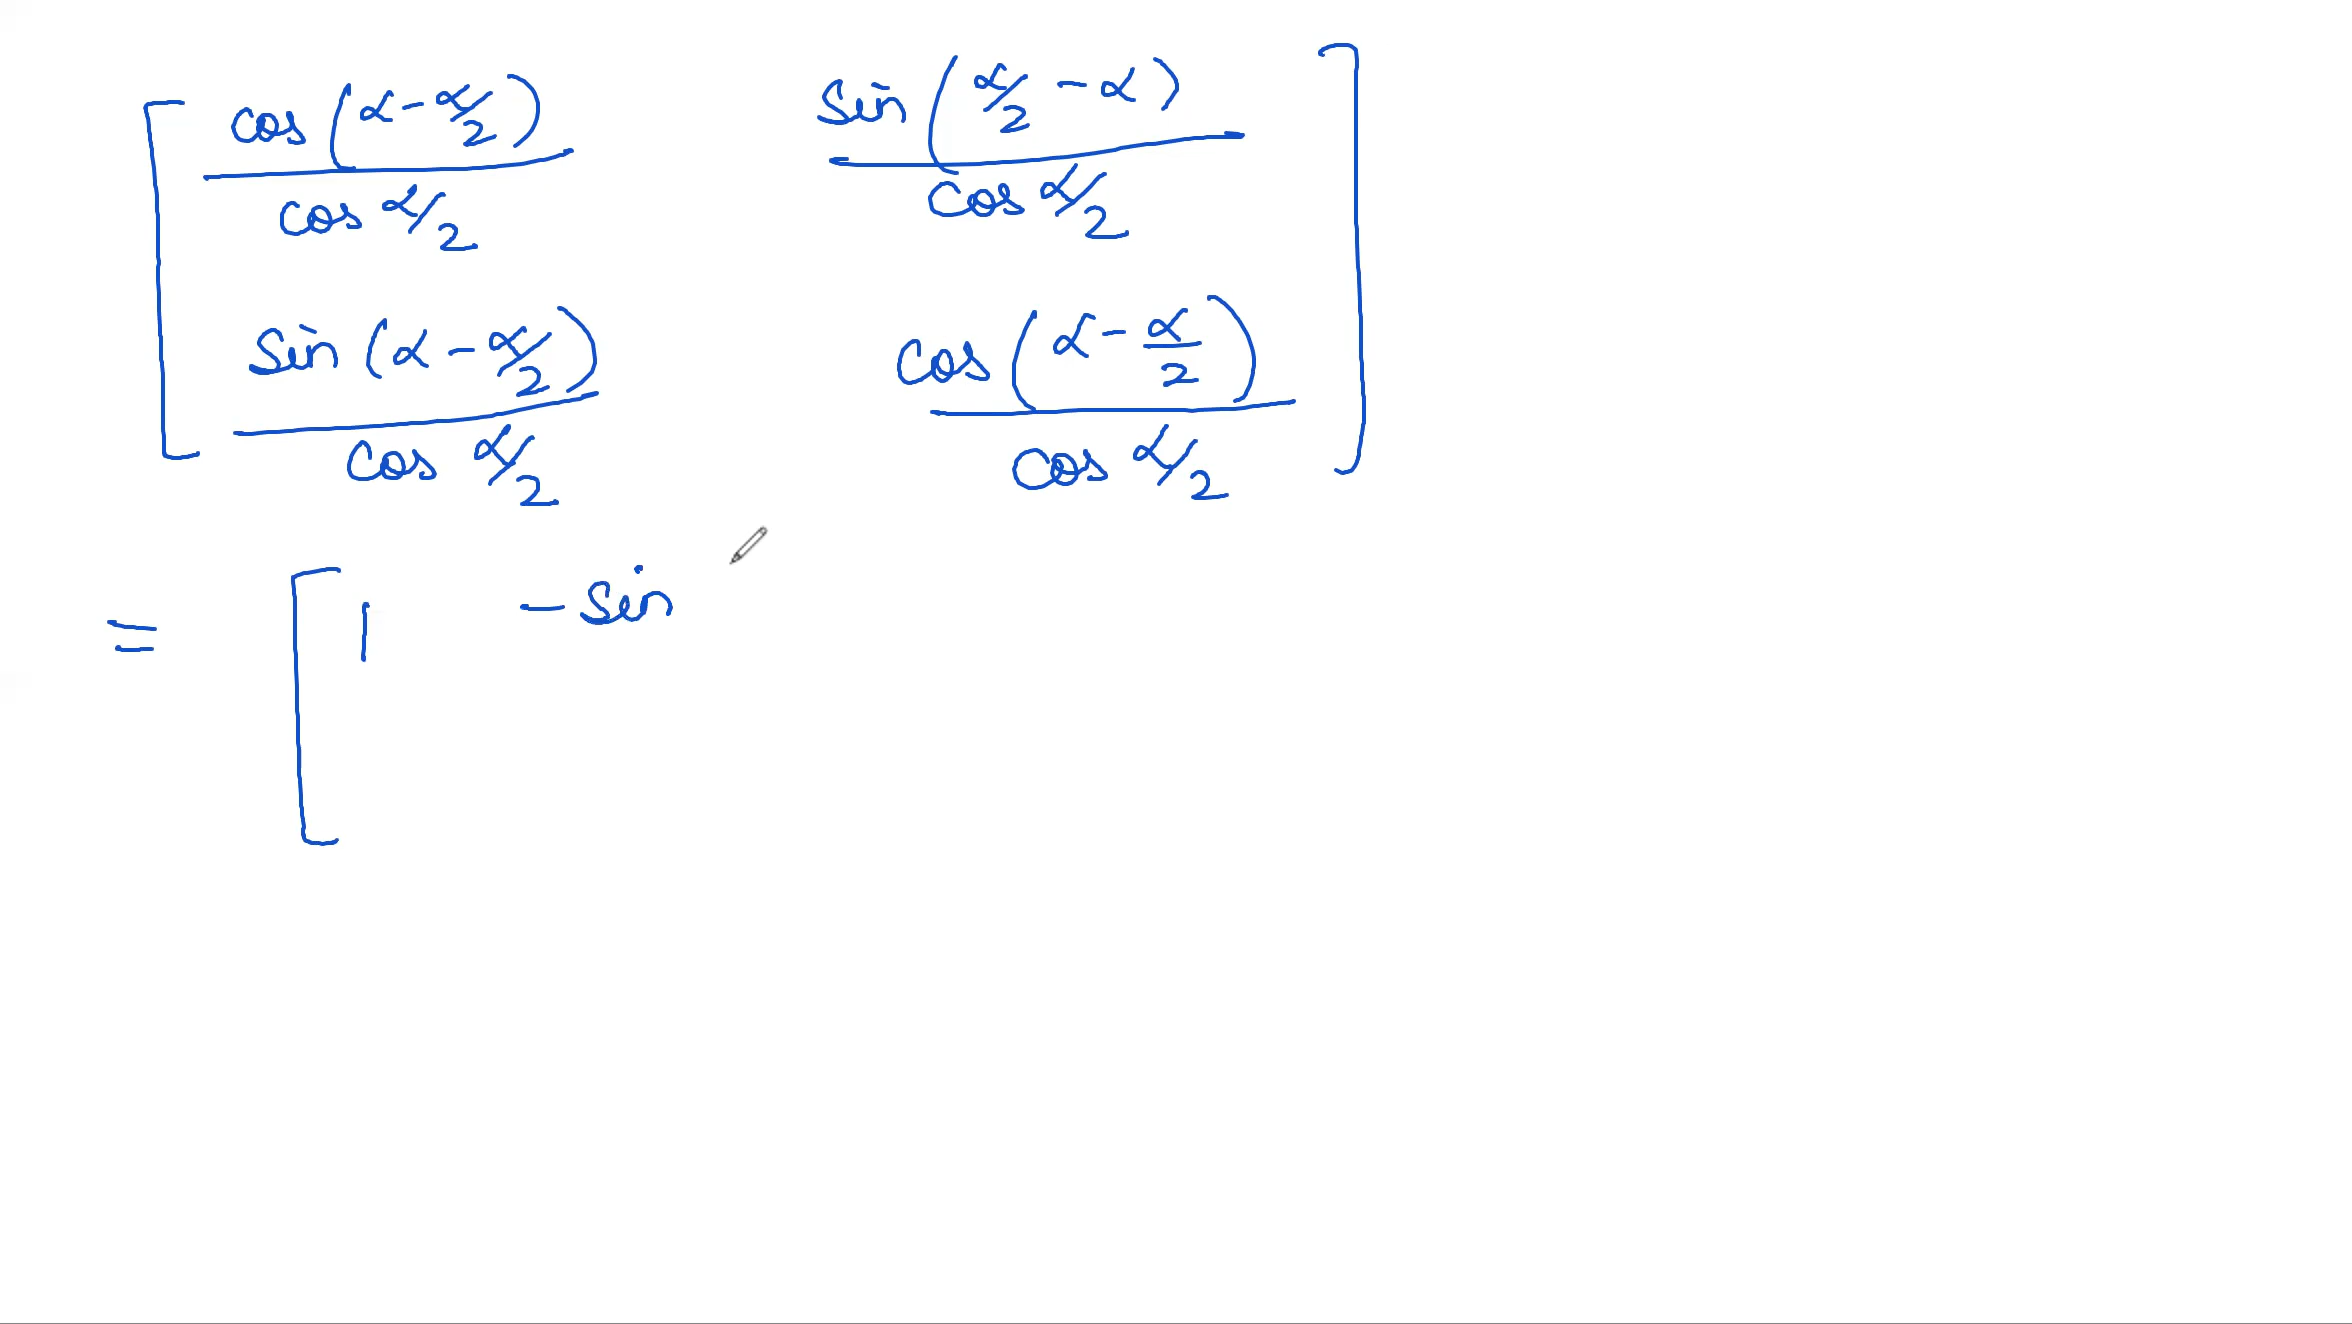 [ cos(α-α/2) / cos α/2   sin(α/2 - α) / cos α/2 ]
[ sin(α-α/2) / cos α/2   cos(α-α/2) / cos α/2 ]
= [ 1   -sin